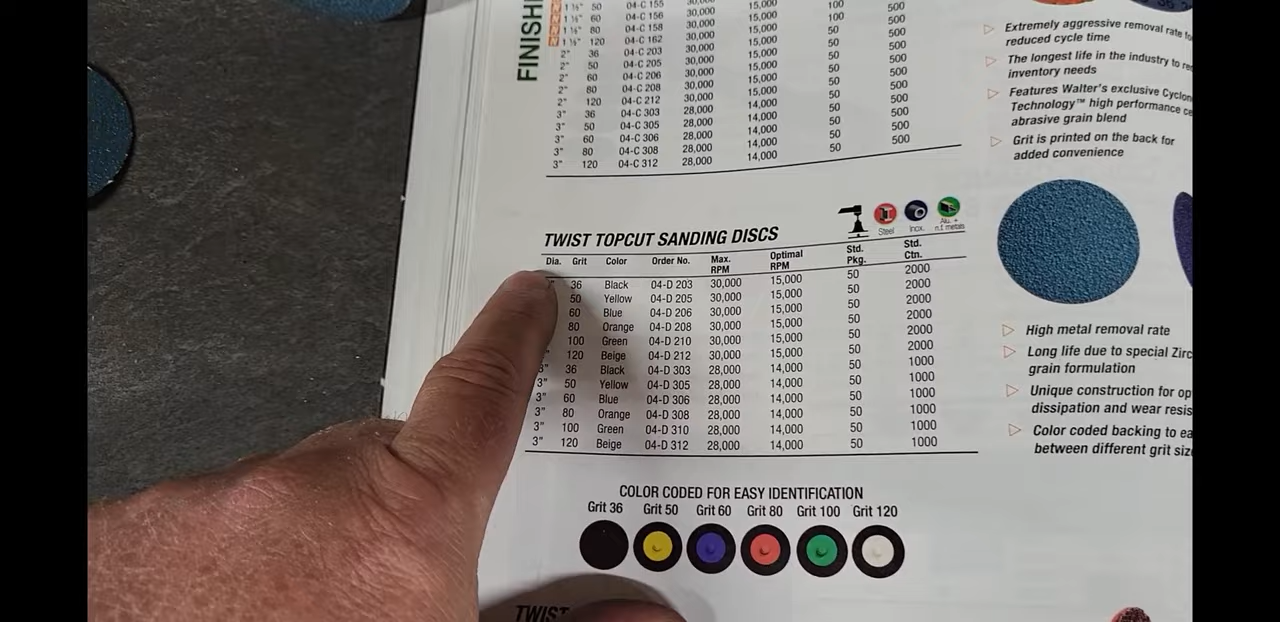 FINISHI
1 ½" 50 04-C 155 30,000 15,000 100 500
1 ½" 60 04-C 156 30,000 15,000 100 500
1 ½" 80 04-C 158 30,000 15,000 50 500
1 ½" 120 04-C 162 30,000 15,000 50 500
2" 36 04-C 203 30,000 15,000 50 500
2" 50 04-C 205 30,000 15,000 50 500
2" 60 04-C 206 30,000 15,000 50 500
2" 80 04-C 208 30,000 15,000 50 500
2" 120 04-C 212 30,000 15,000 50 500
3" 36 04-C 303 28,000 14,000 50 500
3" 50 04-C 305 28,000 14,000 50 500
3" 60 04-C 306 28,000 14,000 50 500
3" 80 04-C 308 28,000 14,000 50 500
3" 120 04-C 312 28,000 14,000
Extremely aggressive removal rate
reduced cycle time
The longest life in the industry to
inventory needs
Features Walter's exclusive Cyclon
Technology™ high performance ce
abrasive grain blend
Grit is printed on the back for
added convenience
TWIST TOPCUT SANDING DISCS
Steel Inox. Alu. +
n.f. metals
Dia. Grit Color Order No. Max. RPM Optimal RPM Std. Pkg. Std. Ctn.
36 Black 04-D 203 30,000 15,000 50 2000
50 Yellow 04-D 205 30,000 15,000 50 2000
60 Blue 04-D 206 30,000 15,000 50 2000
80 Orange 04-D 208 30,000 15,000 50 2000
100 Green 04-D 210 30,000 15,000 50 2000
120 Beige 04-D 212 30,000 15,000 50 2000
3" 36 Black 04-D 303 28,000 14,000 50 1000
3" 50 Yellow 04-D 305 28,000 14,000 50 1000
3" 60 Blue 04-D 306 28,000 14,000 50 1000
3" 80 Orange 04-D 308 28,000 14,000 50 1000
3" 100 Green 04-D 310 28,000 14,000 50 1000
3" 120 Beige 04-D 312 28,000 14,000 50 1000
High metal removal rate
Long life due to special Zirc
grain formulation
Unique construction for op
dissipation and wear resis
Color coded backing to ea
between different grit siz
COLOR CODED FOR EASY IDENTIFICATION
Grit 36 Grit 50 Grit 60 Grit 80 Grit 100 Grit 120
TWIST